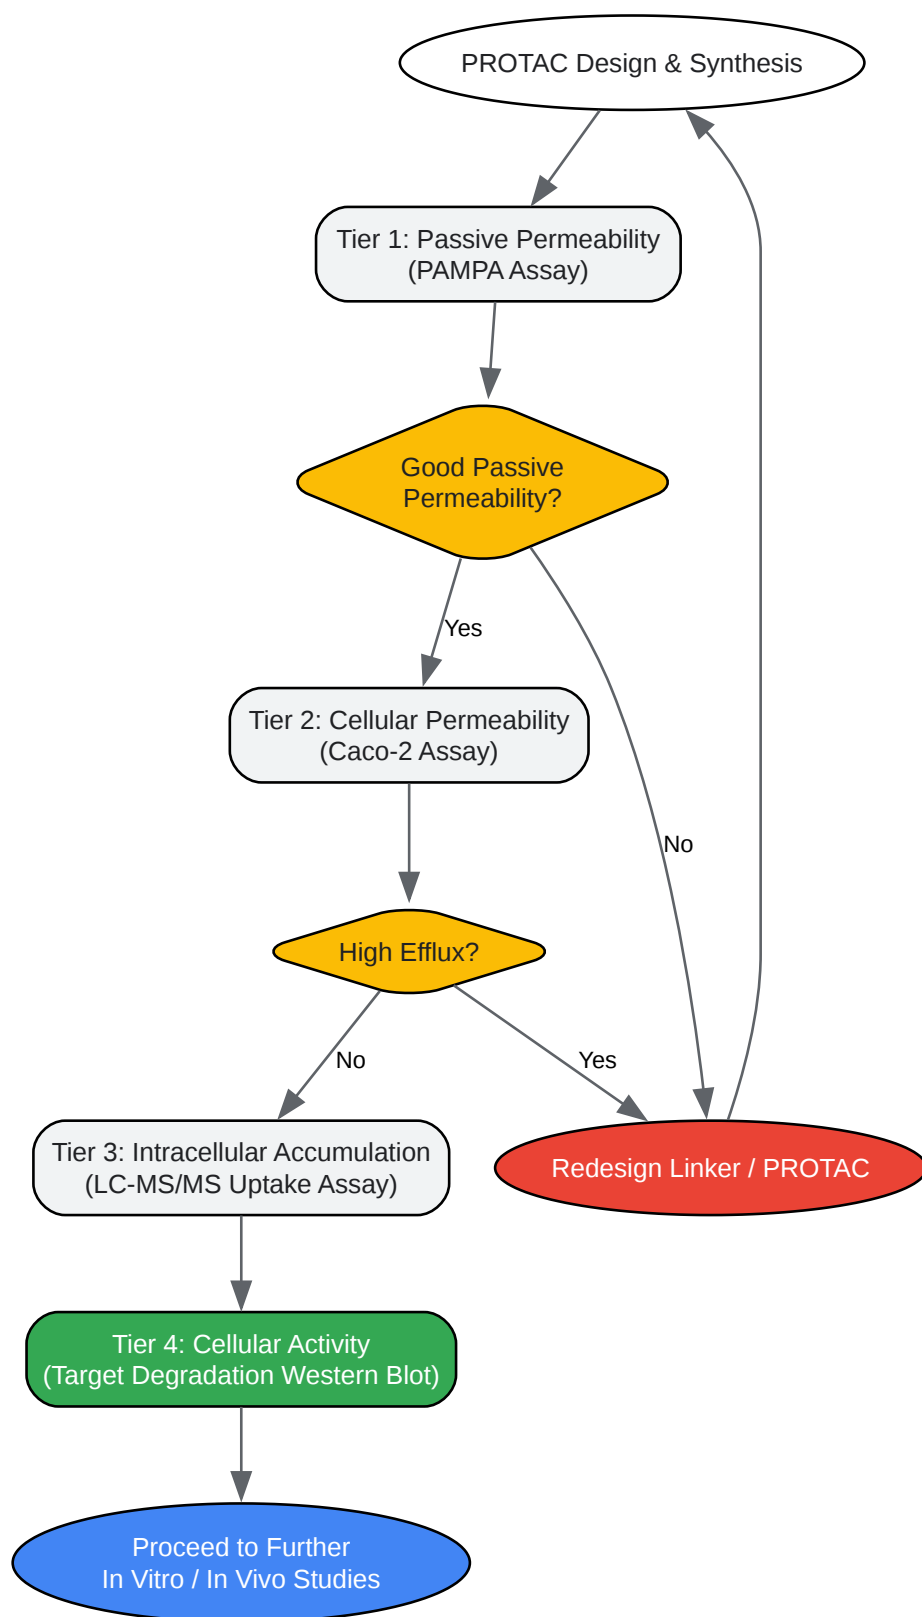 PROTAC Design & Synthesis
Tier 1: Passive Permeability
(PAMPA Assay)
Good Passive
Permeability?
Yes
Tier 2: Cellular Permeability
(Caco-2 Assay)
No
High Efflux?
No
Yes
Tier 3: Intracellular Accumulation
(LC-MS/MS Uptake Assay)
Redesign Linker / PROTAC
Tier 4: Cellular Activity
(Target Degradation Western Blot)
Proceed to Further
In Vitro / In Vivo Studies